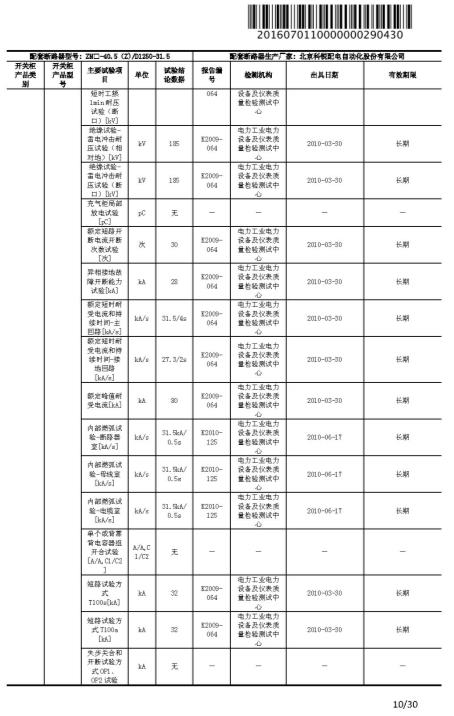 2016070110000000290430
配套断路器型号：ZN□-40.5 (Z)/D1250-31.5 配套断路器生产厂家：北京科锐配电自动化股份有限公司
开关柜产品类别 开关柜产品型号 主要试验项目 单位 试验结论数据 报告编号 检测机构 出具日期 有效期限
短时工频1min耐压试验（断口）[kV] 064 设备及仪表质量检验测试中心
绝缘试验-雷电冲击耐压试验（相对地）[kV] kV 185 K2009-064 电力工业电力设备及仪表质量检验测试中心 2010-03-30 长期
绝缘试验-雷电冲击耐压试验（断口）[kV] kV 185 K2009-064 电力工业电力设备及仪表质量检验测试中心 2010-03-30 长期
充气柜局部放电试验[pC] pC 无 — — — —
额定短路开断电流开断次数试验[次] 次 30 K2009-064 电力工业电力设备及仪表质量检验测试中心 2010-03-30 长期
异相接地故障开断能力试验[kA] kA 28 K2009-064 电力工业电力设备及仪表质量检验测试中心 2010-03-30 长期
额定短时耐受电流和持续时间-主回路[kA/s] kA/s 31.5/4s K2009-064 电力工业电力设备及仪表质量检验测试中心 2010-03-30 长期
额定短时耐受电流和持续时间-接地回路[kA/s] kA/s 27.3/2s K2009-064 电力工业电力设备及仪表质量检验测试中心 2010-03-30 长期
额定峰值耐受电流[kA] kA 80 K2009-064 电力工业电力设备及仪表质量检验测试中心 2010-03-30 长期
内部燃弧试验-断路器室[kA/s] kA/s 31.5kA/0.5s K2010-125 电力工业电力设备及仪表质量检验测试中心 2010-06-17 长期
内部燃弧试验-母线室[kA/s] kA/s 31.5kA/0.5s K2010-125 电力工业电力设备及仪表质量检验测试中心 2010-06-17 长期
内部燃弧试验-电缆室[kA/s] kA/s 31.5kA/0.5s K2010-125 电力工业电力设备及仪表质量检验测试中心 2010-06-17 长期
单个或背靠背电容器组开合试验[A/A,C1/C2] A/A,C1/C2 无 — — — —
短路试验方式T100s[kA] kA 32 K2009-064 电力工业电力设备及仪表质量检验测试中心 2010-03-30 长期
短路试验方式T100a[kA] kA 32 K2009-064 电力工业电力设备及仪表质量检验测试中心 2010-03-30 长期
失步关合和开断试验方式OP1、OP2试验 kA 无 — — — —
10/30